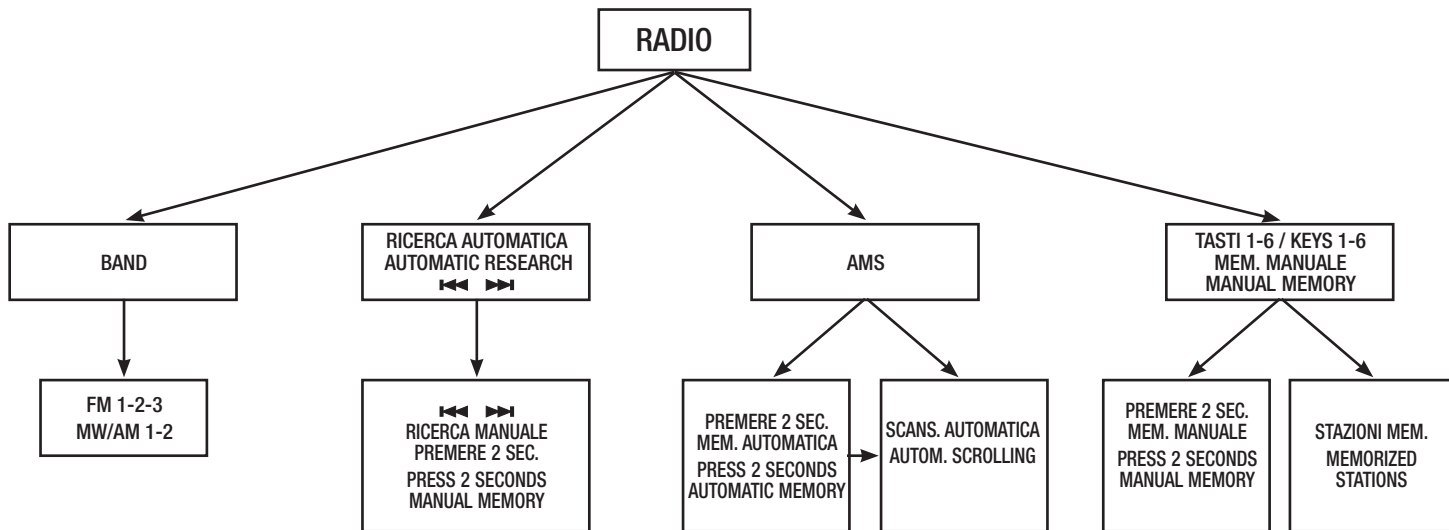 RADIO
BAND
RICERCA AUTOMATICA
AUTOMATIC RESEARCH
AMS
TASTI 1-6 / KEYS 1-6
MEM. MANUALE
MANUAL MEMORY
FM 1-2-3
MW/AM 1-2
RICERCA MANUALE
PREMERE 2 SEC.
PRESS 2 SECONDS
MANUAL MEMORY
PREMERE 2 SEC.
MEM. AUTOMATICA
PRESS 2 SECONDS
AUTOMATIC MEMORY
SCANS. AUTOMATICA
AUTOM. SCROLLING
PREMERE 2 SEC.
MEM. MANUALE
PRESS 2 SECONDS
MANUAL MEMORY
STAZIONI MEM.
MEMORIZED
STATIONS